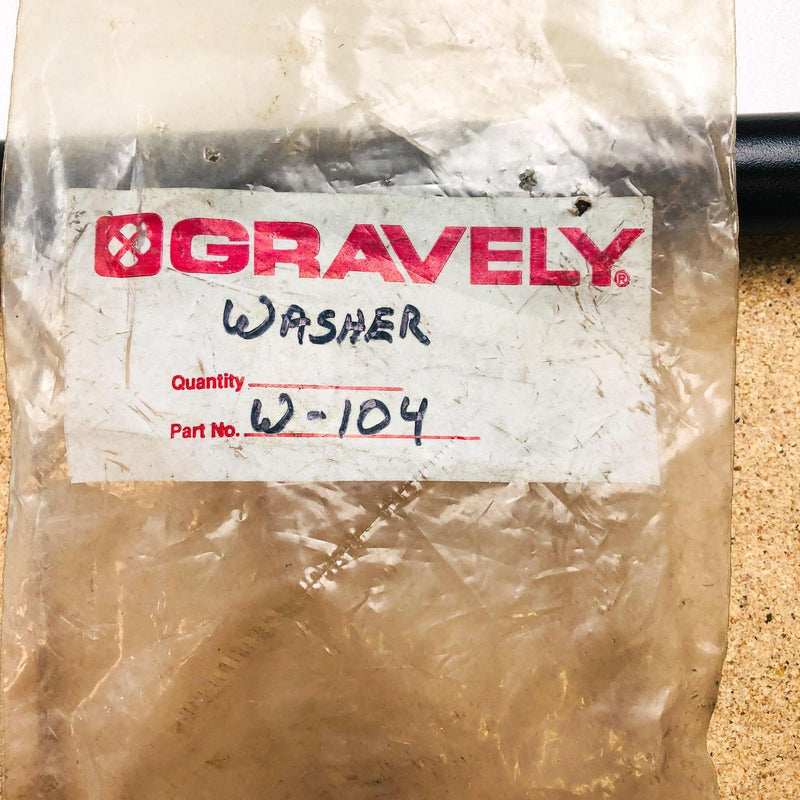 GRAVELY®
WASHER
Quantity
Part No. W-104